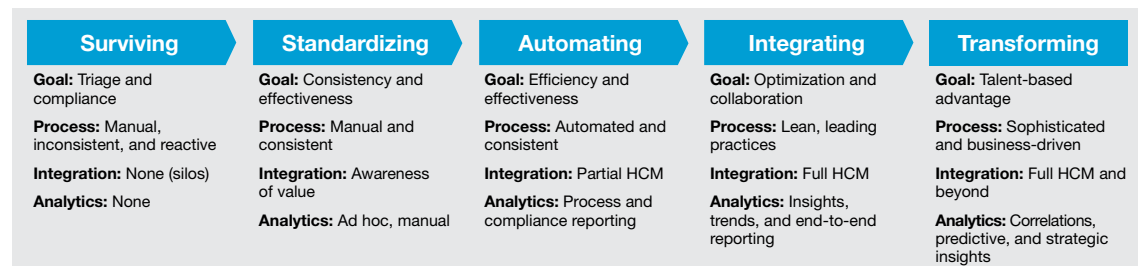 Surviving
Goal: Triage and
compliance
Process: Manual,
inconsistent, and reactive
Integration: None (silos)
Analytics: None
Standardizing
Goal: Consistency and
effectiveness
Process: Manual and
consistent
Integration: Awareness
of value
Analytics: Ad hoc, manual
Automating
Goal: Efficiency and
effectiveness
Process: Automated and
consistent
Integration: Partial HCM
Analytics: Process and
compliance reporting
Integrating
Goal: Optimization and
collaboration
Process: Lean, leading
practices
Integration: Full HCM
Analytics: Insights,
trends, and end-to-end
reporting
Transforming
Goal: Talent-based
advantage
Process: Sophisticated
and business-driven
Integration: Full HCM and
beyond
Analytics: Correlations,
predictive, and strategic
insights